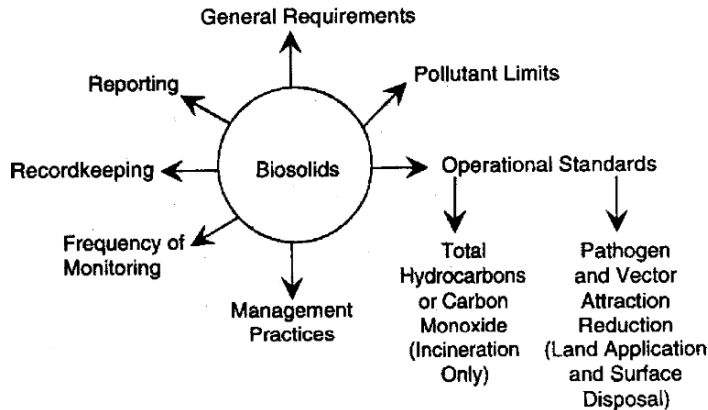 General Requirements
Reporting
Pollutant Limits
Recordkeeping
Biosolids
Operational Standards
Frequency of
Monitoring
Management
Practices
Total
Hydrocarbons
or Carbon
Monoxide
(Incineration
Only)
Pathogen
and Vector
Attraction
Reduction
(Land Application
and Surface
Disposal)